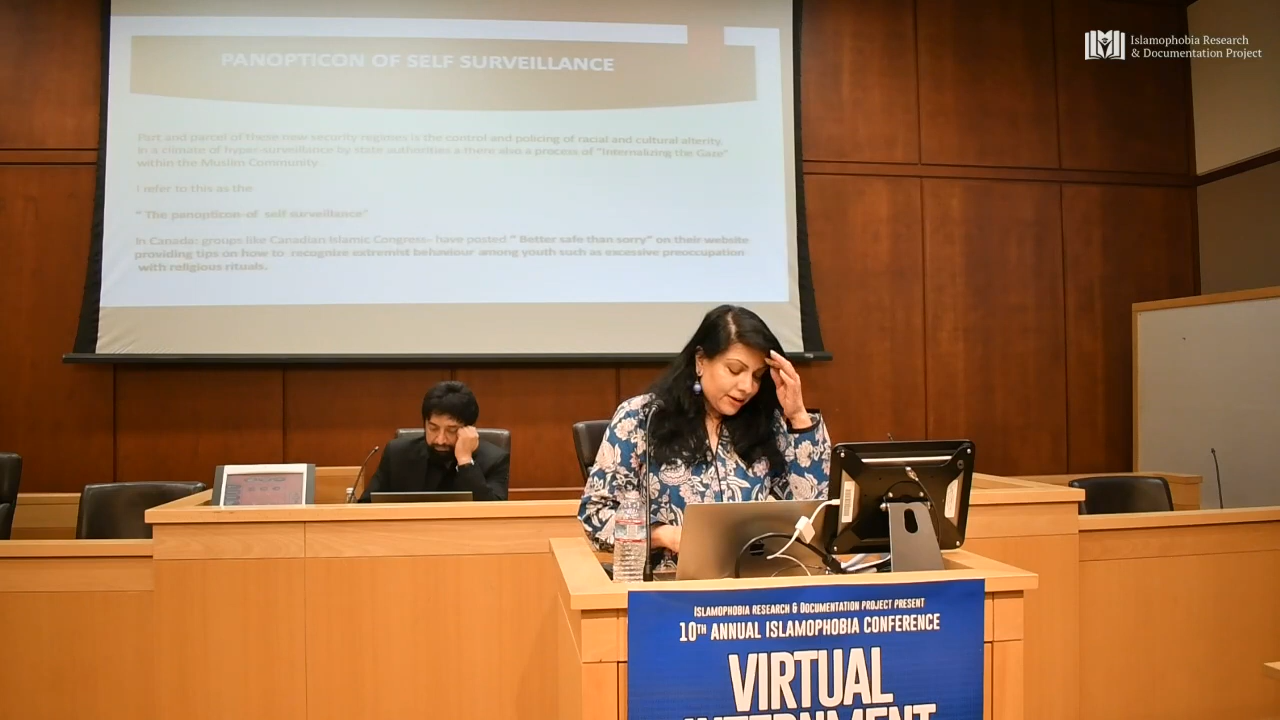 Islamophobia Research
& Documentation Project
PANOPTICON OF SELF SURVEILLANCE
Part and parcel of these new security regimes is the control and policing of racial and cultural alterity.
In a climate of hyper-surveillance by state authorities a there also a process of "Internalizing the Gaze"
within the Muslim Community
I refer to this as the
" The panopticon of self surveillance"
In Canada: groups like Canadian Islamic Congress- have posted " Better safe than sorry" on their website
providing tips on how to recognize extremist behaviour among youth such as excessive preoccupation
with religious rituals.
ISLAMOPHOBIA RESEARCH & DOCUMENTATION PROJECT PRESENT
10TH ANNUAL ISLAMOPHOBIA CONFERENCE
VIRTUAL
INTERNMENT